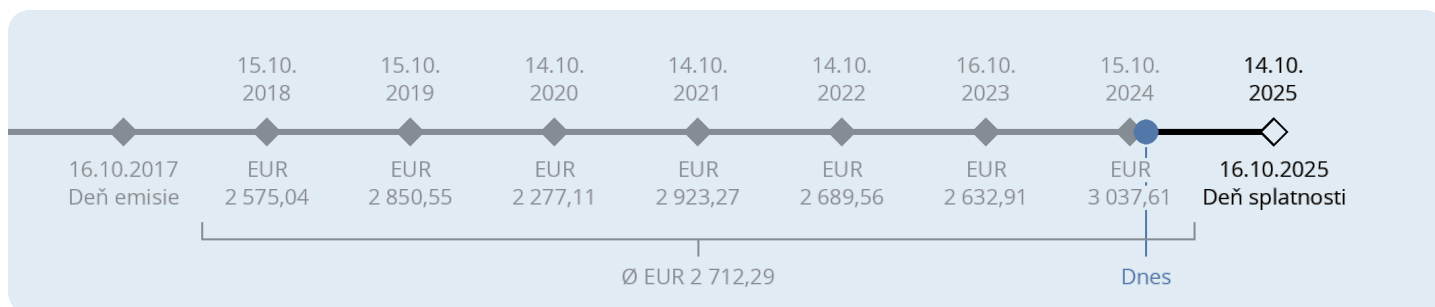 15.10.
2018
15.10.
2019
14.10.
2020
14.10.
2021
14.10.
2022
16.10.
2023
15.10.
2024
14.10.
2025
16.10.2017
Deň emisie
EUR
2 575,04
EUR
2 850,55
EUR
2 277,11
EUR
2 923,27
EUR
2 689,56
EUR
2 632,91
EUR
3 037,61
16.10.2025
Deň splatnosti
Ø EUR 2 712,29
Dnes